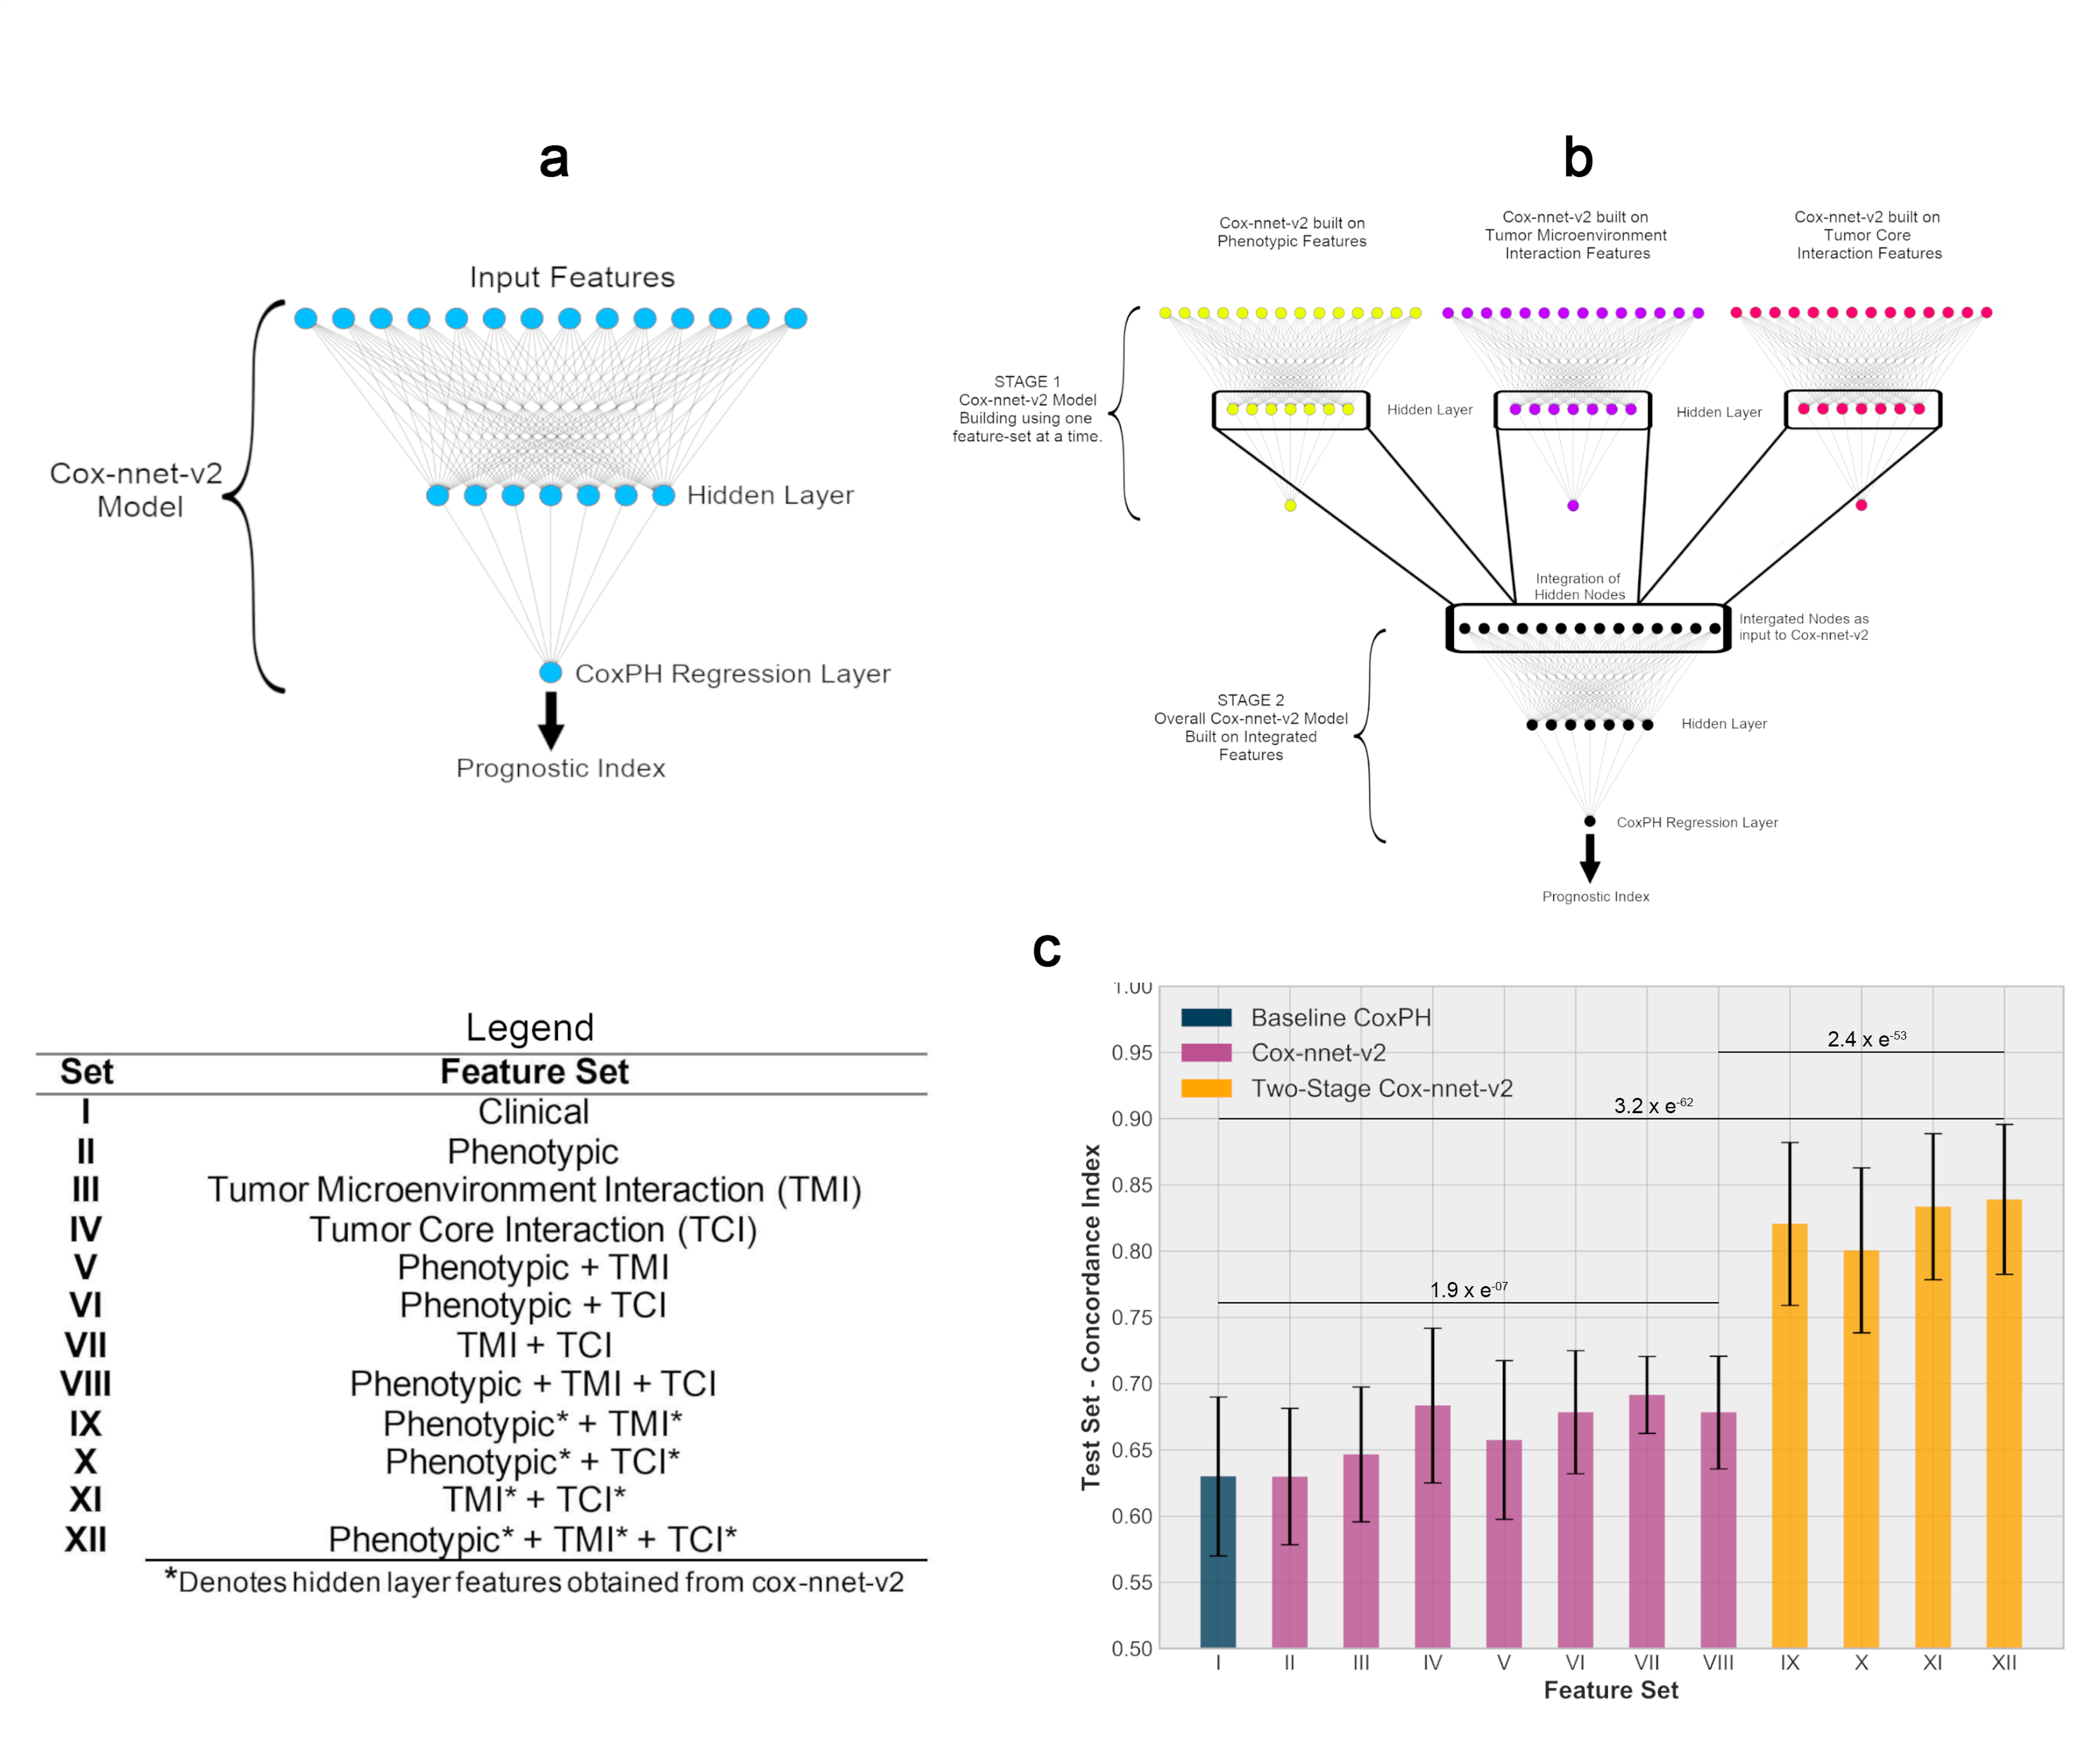 a
Input Features
Cox-nnet-v2
Model
Hidden Layer
CoxPH Regression Layer
Prognostic Index
b
Cox-nnet-v2 built on
Phenotypic Features
Cox-nnet-v2 built on
Tumor Microenvironment
Interaction Features
Cox-nnet-v2 built on
Tumor Core
Interaction Features
STAGE 1
Cox-nnet-v2 Model
Building using one
feature-set at a time.
Hidden Layer
Hidden Layer
Integration of
Hidden Nodes
Intergated Nodes as
input to Cox-nnet-v2
STAGE 2
Overall Cox-nnet-v2 Model
Built on Integrated
Features
Hidden Layer
CoxPH Regression Layer
Prognostic Index
Legend
Set Feature Set
I Clinical
II Phenotypic
III Tumor Microenvironment Interaction (TMI)
IV Tumor Core Interaction (TCI)
V Phenotypic + TMI
VI Phenotypic + TCI
VII TMI + TCI
VIII Phenotypic + TMI + TCI
IX Phenotypic* + TMI*
X Phenotypic* + TCI*
XI TMI* + TCI*
XII Phenotypic* + TMI* + TCI*
*Denotes hidden layer features obtained from cox-nnet-v2
c
Baseline CoxPH
Cox-nnet-v2
Two-Stage Cox-nnet-v2
2.4 x e-53
3.2 x e-62
1.9 x e-07
Test Set - Concordance Index
1.00
0.95
0.90
0.85
0.80
0.75
0.70
0.65
0.60
0.55
0.50
I II III IV V VI VII VIII IX X XI XII
Feature Set